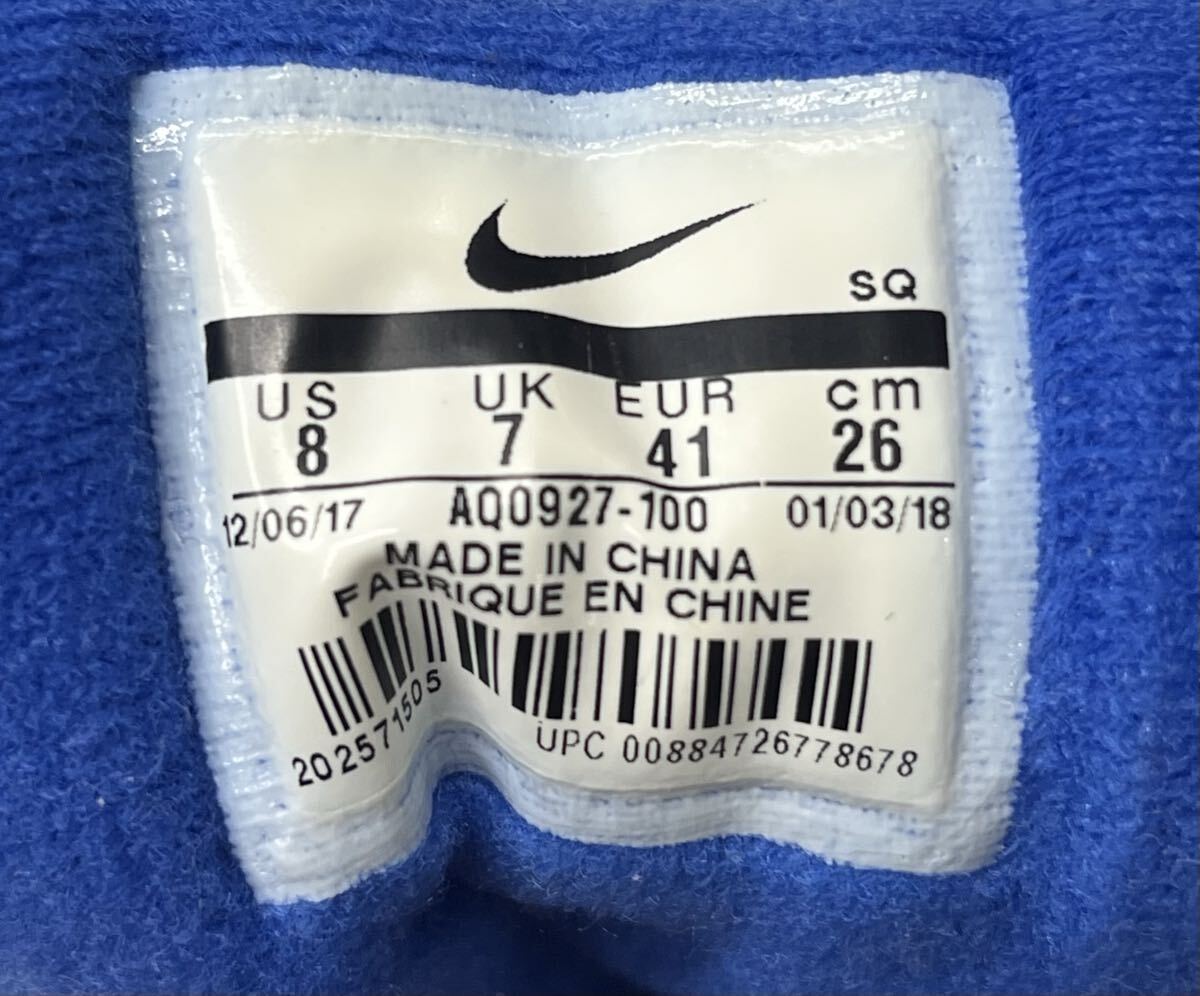 SQ
US UK EUR cm
8 7 41 26
12/06/17 AQ0927-100 01/03/18
MADE IN CHINA
FABRIQUE EN CHINE
202571505
UPC 00884726778678